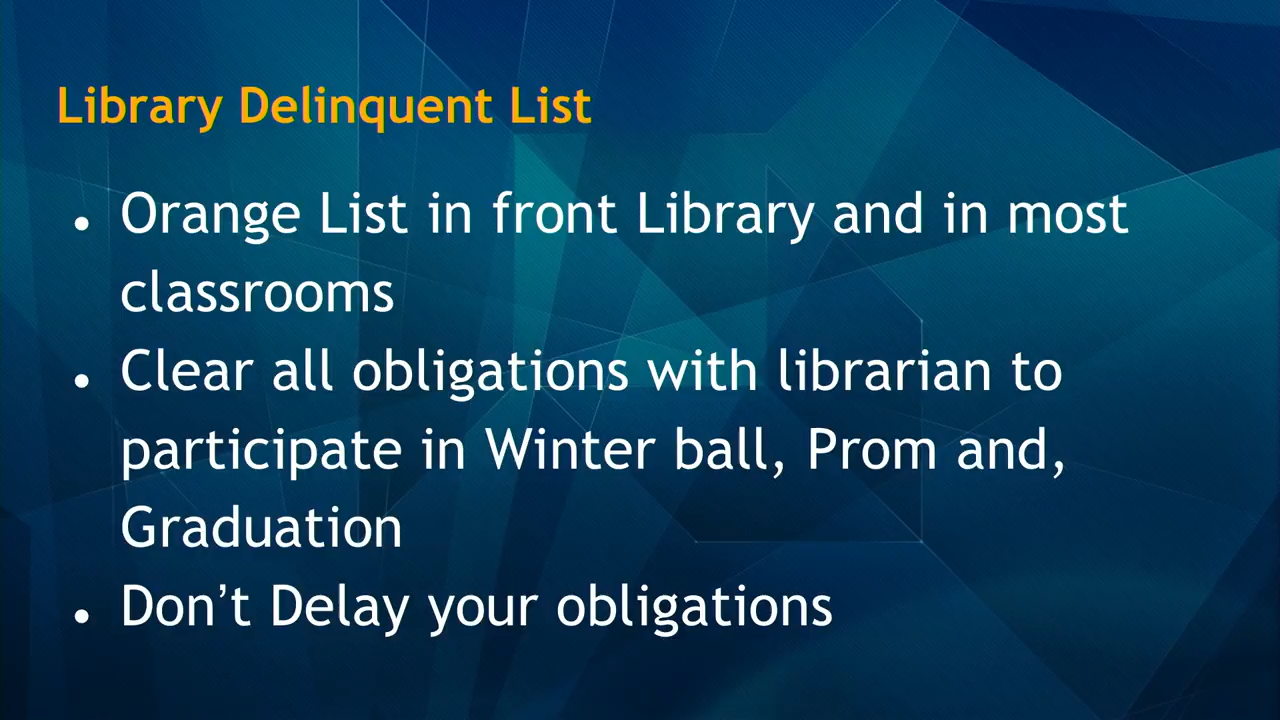 Library Delinquent List
• Orange List in front Library and in most
classrooms
• Clear all obligations with librarian to
participate in Winter ball, Prom and,
Graduation
• Don’t Delay your obligations